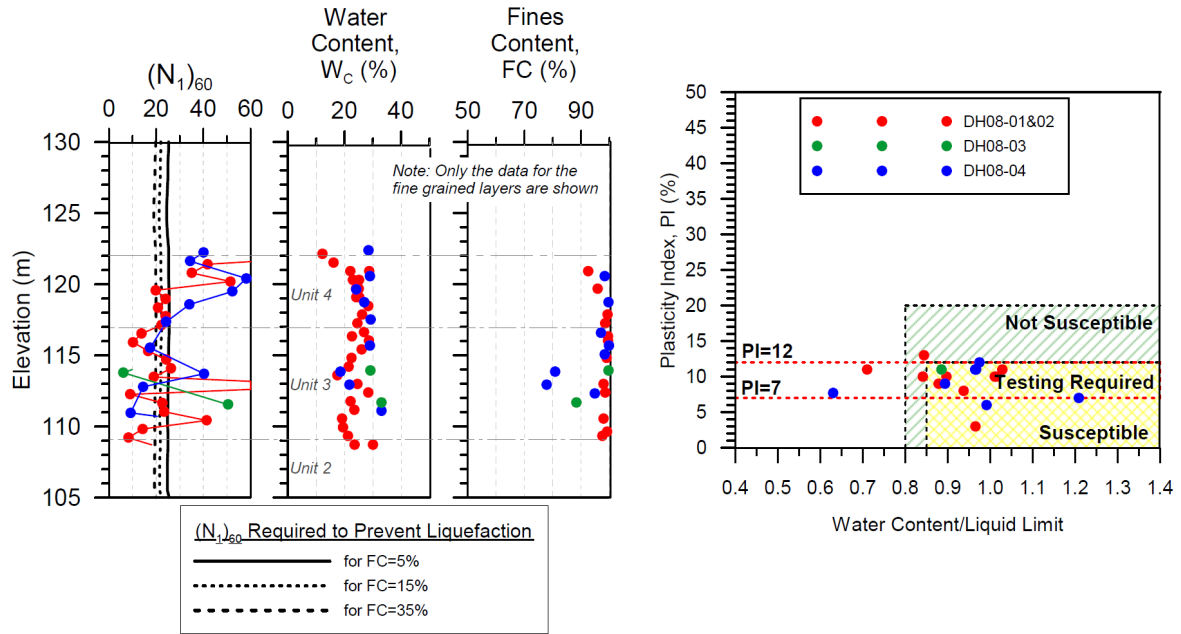 (N1)60
0 20 40 60
Water
Content,
WC (%)
0 20 40
Fines
Content,
FC (%)
50 70 90
Elevation (m)
130
125
120
115
110
105
Note: Only the data for the
fine grained layers are shown
Unit 4
Unit 3
Unit 2
(N1)60 Required to Prevent Liquefaction
for FC=5%
for FC=15%
for FC=35%
Plasticity Index, PI (%)
50
45
40
35
30
25
20
15
10
5
0
DH08-01&02
DH08-03
DH08-04
Not Susceptible
PI=12
Testing Required
PI=7
Susceptible
0.4 0.5 0.6 0.7 0.8 0.9 1.0 1.1 1.2 1.3 1.4
Water Content/Liquid Limit